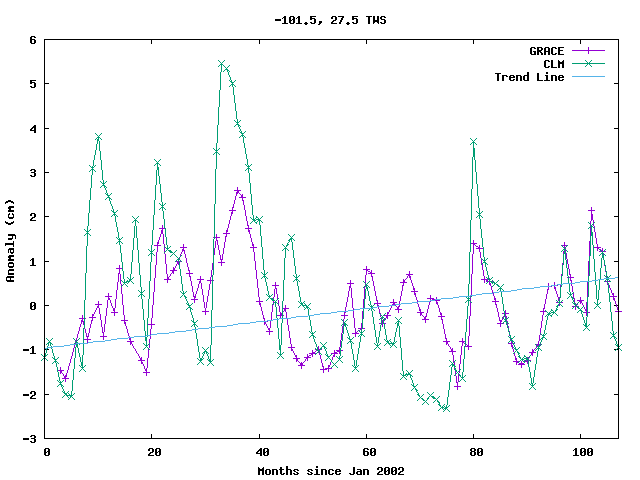 -101.5, 27.5 TWS
GRACE
CLM
Trend Line
6
5
4
3
2
1
0
-1
-2
-3
Anomaly (cm)
0 20 40 60 80 100
Months since Jan 2002